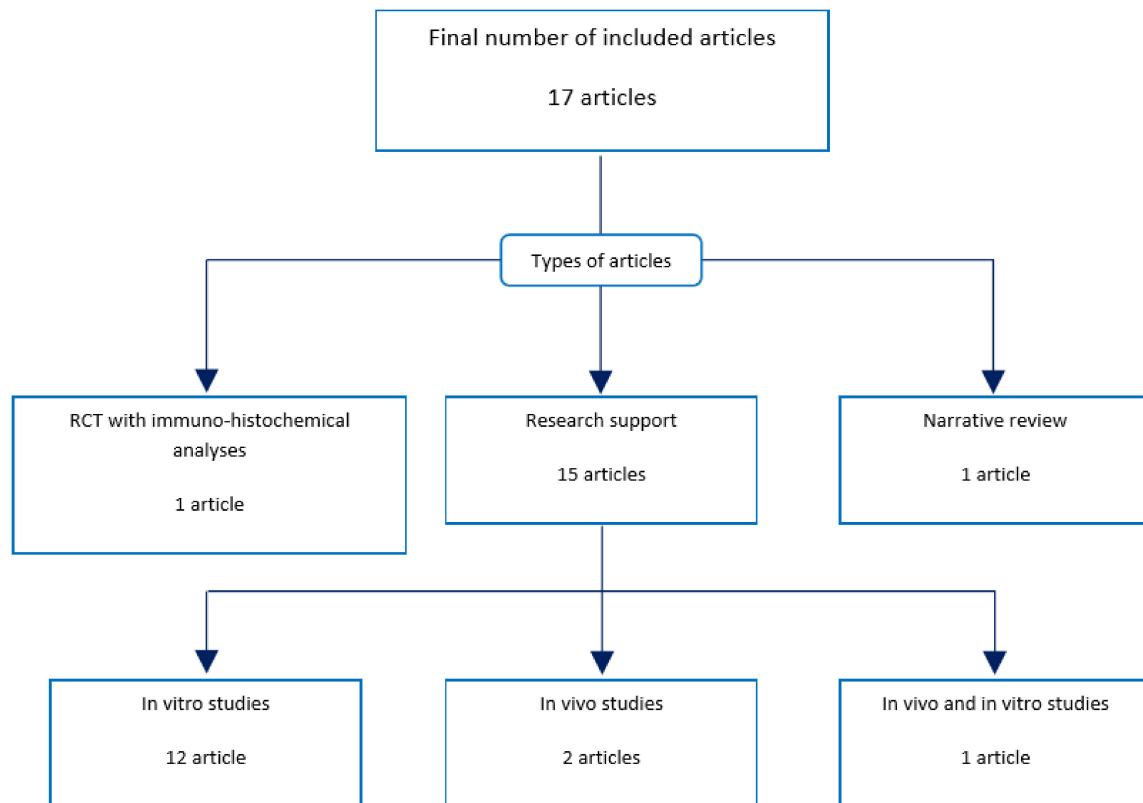 Final number of included articles
17 articles
Types of articles
RCT with immuno-histochemical
analyses
1 article
Research support
15 articles
Narrative review
1 article
In vitro studies
12 article
In vivo studies
2 articles
In vivo and in vitro studies
1 article